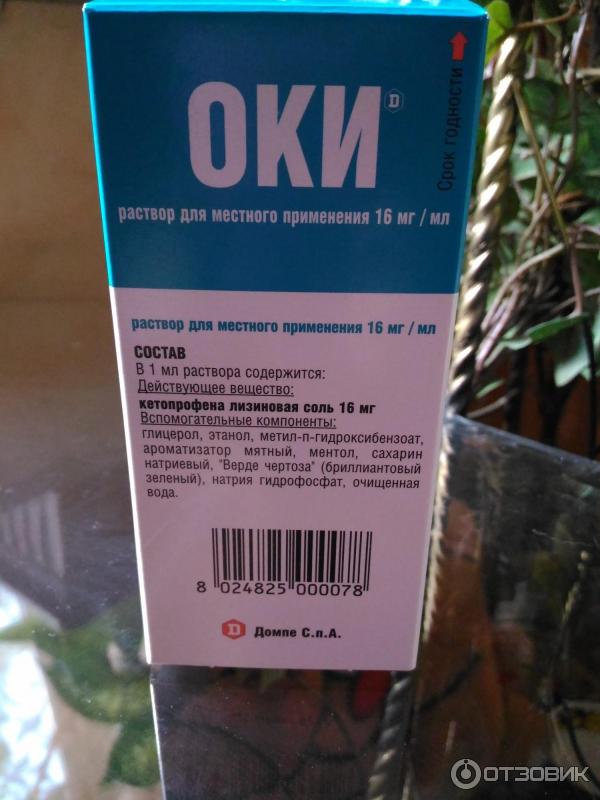 ОКИ
D
Срок годности
раствор для местного применения 16 мг / мл
раствор для местного применения 16 мг / мл
СОСТАВ
В 1 мл раствора содержится:
Действующее вещество:
кетопрофена лизиновая соль 16 мг
Вспомогательные компоненты:
глицерол, этанол, метил-п-гидроксибензоат,
ароматизатор мятный, ментол, сахарин
натриевый, "Верде чертоза" (бриллиантовый
зеленый), натрия гидрофосфат, очищенная
вода.
8 024825 000078
D Домпе С.п.А.
ОТЗОВИК